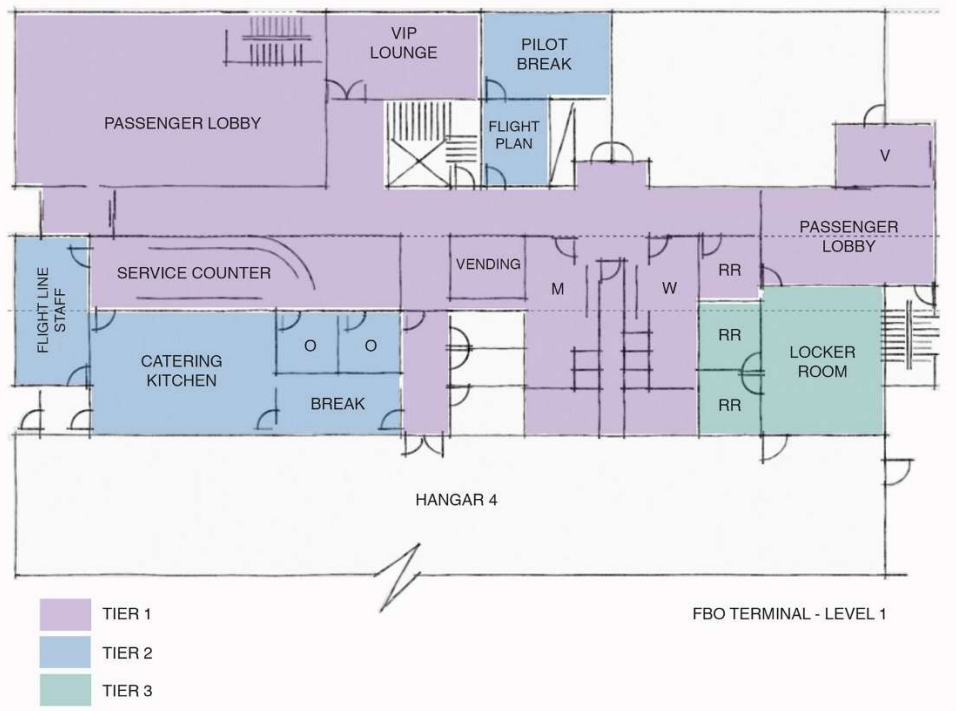 VIP
LOUNGE
PILOT
BREAK
PASSENGER LOBBY
FLIGHT
PLAN
V
PASSENGER
LOBBY
FLIGHT LINE
STAFF
SERVICE COUNTER
VENDING
M
W
RR
CATERING
KITCHEN
O
O
BREAK
RR
RR
LOCKER
ROOM
HANGAR 4
TIER 1
TIER 2
TIER 3
FBO TERMINAL - LEVEL 1